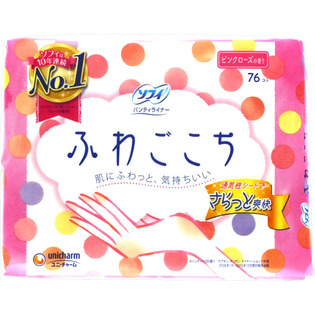 ソフィは
10年連続
No.1
ピンクローズの香り
76コ入
ソフィ
パンティライナー
ふわごこち
肌にふわっと、気持ちいい。
通気性シートで
さらっと爽快
unicharm
ユニ・チャーム